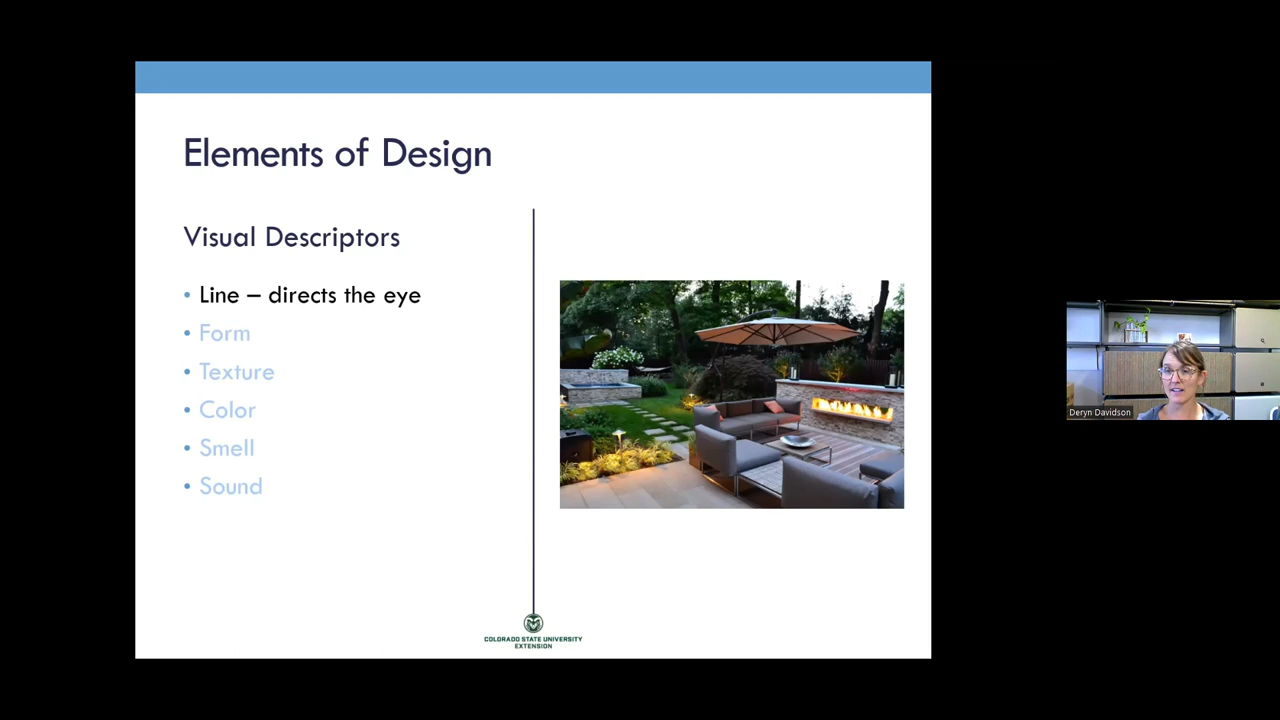 Elements of Design
Visual Descriptors
• Line – directs the eye
• Form
• Texture
• Color
• Smell
• Sound
COLORADO STATE UNIVERSITY
EXTENSION
Deryn Davidson